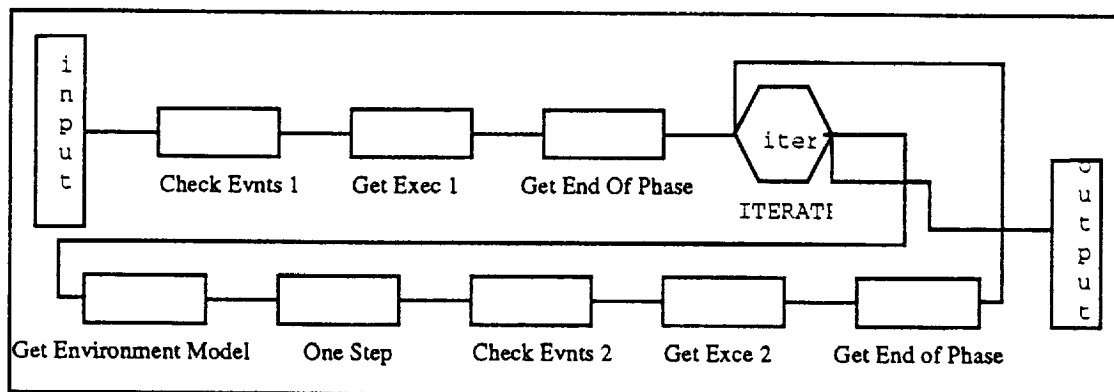 input
iter
Check Evnts 1
Get Exec 1
Get End Of Phase
ITERATI
output
Get Environment Model
One Step
Check Evnts 2
Get Exce 2
Get End of Phase